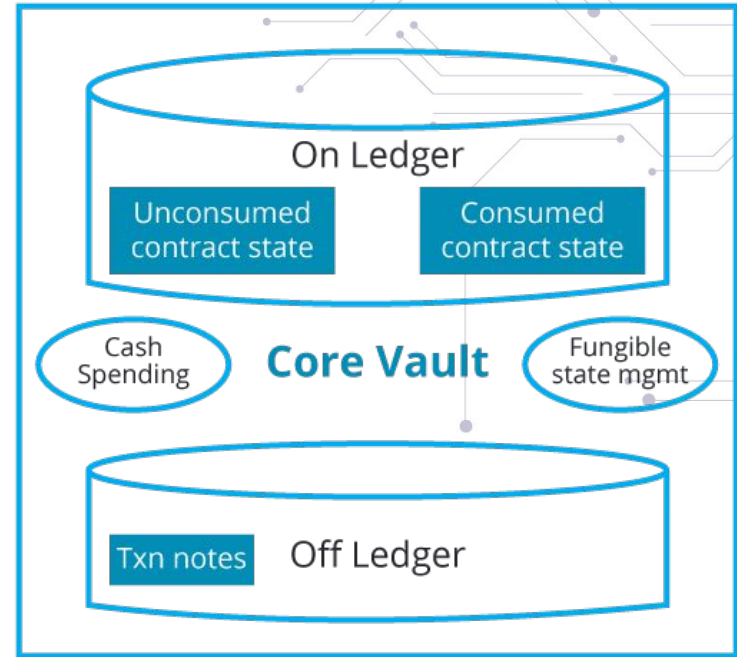 On Ledger
Unconsumed
contract state
Consumed
contract state
Cash
Spending
Core Vault
Fungible
state mgmt
Txn notes
Off Ledger